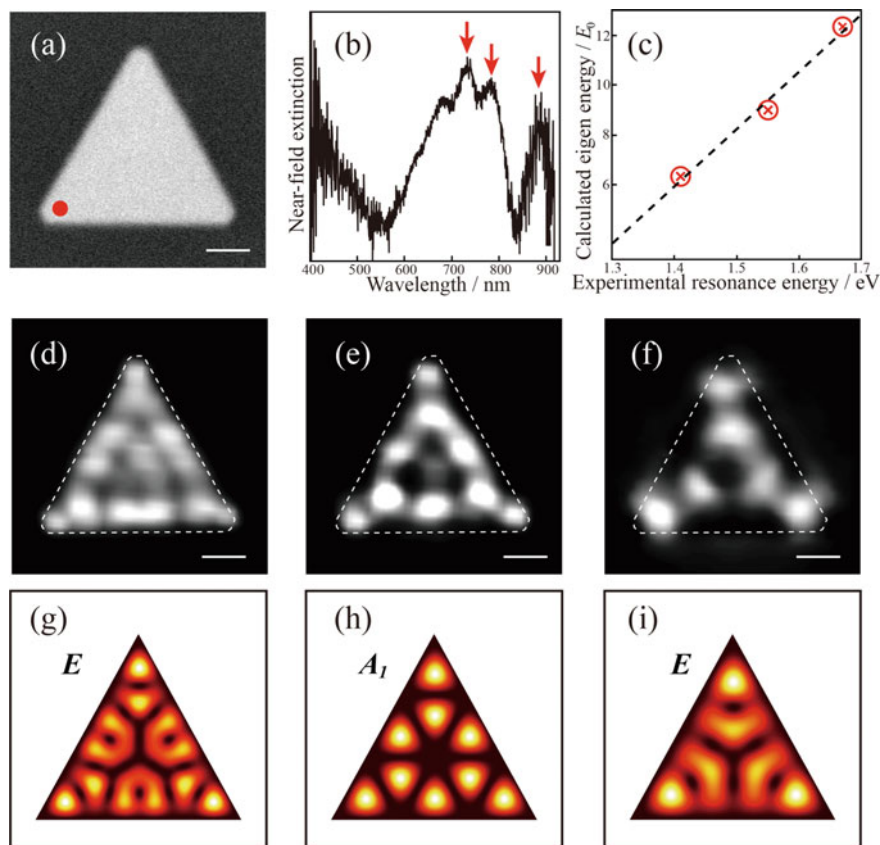 (a)
(b)
Near-field extinction
400 500 600 700 800 900
Wavelength / nm
(c)
Calculated eigen energy / E₀
12
10
8
6
1.3 1.4 1.5 1.6 1.7
Experimental resonance energy / eV
(d)
(e)
(f)
(g)
E
(h)
A₁
(i)
E